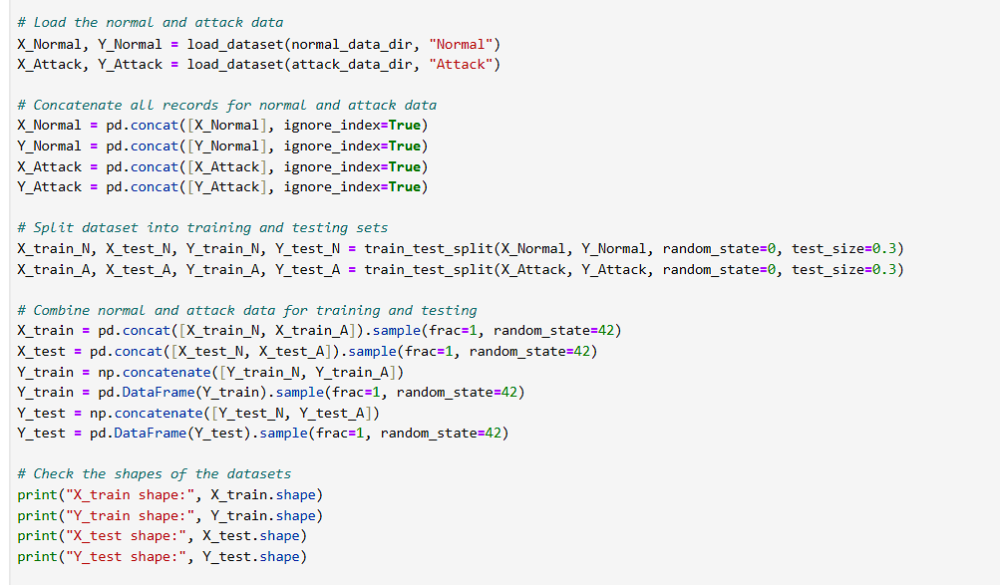 # Load the normal and attack data
X_Normal, Y_Normal = load_dataset(normal_data_dir, "Normal")
X_Attack, Y_Attack = load_dataset(attack_data_dir, "Attack")
# Concatenate all records for normal and attack data
X_Normal = pd.concat([X_Normal], ignore_index=True)
Y_Normal = pd.concat([Y_Normal], ignore_index=True)
X_Attack = pd.concat([X_Attack], ignore_index=True)
Y_Attack = pd.concat([Y_Attack], ignore_index=True)
# Split dataset into training and testing sets
X_train_N, X_test_N, Y_train_N, Y_test_N = train_test_split(X_Normal, Y_Normal, random_state=0, test_size=0.3)
X_train_A, X_test_A, Y_train_A, Y_test_A = train_test_split(X_Attack, Y_Attack, random_state=0, test_size=0.3)
# Combine normal and attack data for training and testing
X_train = pd.concat([X_train_N, X_train_A]).sample(frac=1, random_state=42)
X_test = pd.concat([X_test_N, X_test_A]).sample(frac=1, random_state=42)
Y_train = np.concatenate([Y_train_N, Y_train_A])
Y_train = pd.DataFrame(Y_train).sample(frac=1, random_state=42)
Y_test = np.concatenate([Y_test_N, Y_test_A])
Y_test = pd.DataFrame(Y_test).sample(frac=1, random_state=42)
# Check the shapes of the datasets
print("X_train shape:", X_train.shape)
print("Y_train shape:", Y_train.shape)
print("X_test shape:", X_test.shape)
print("Y_test shape:", Y_test.shape)